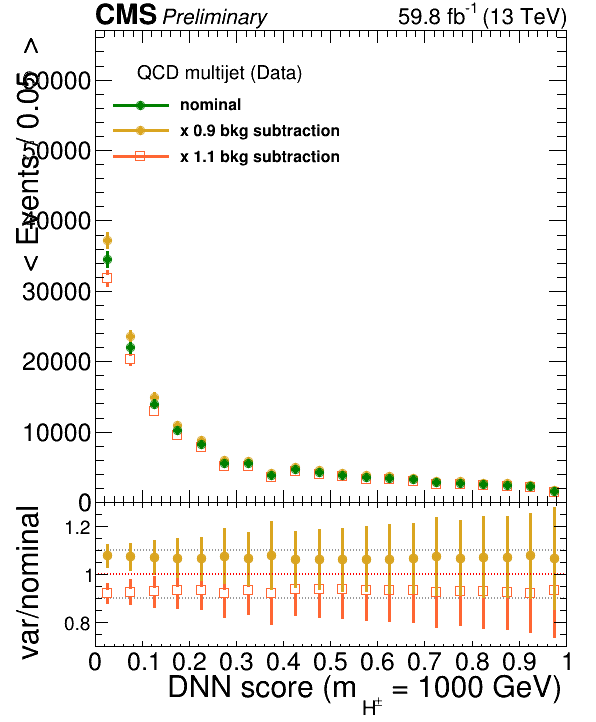 CMS Preliminary 59.8 fb⁻¹ (13 TeV)
< Events / 0.05 >
QCD multijet (Data)
nominal
x 0.9 bkg subtraction
x 1.1 bkg subtraction
60000
50000
40000
30000
20000
10000
0
var/nominal
1.2
1
0.8
0 0.1 0.2 0.3 0.4 0.5 0.6 0.7 0.8 0.9 1
DNN score (m_H± = 1000 GeV)